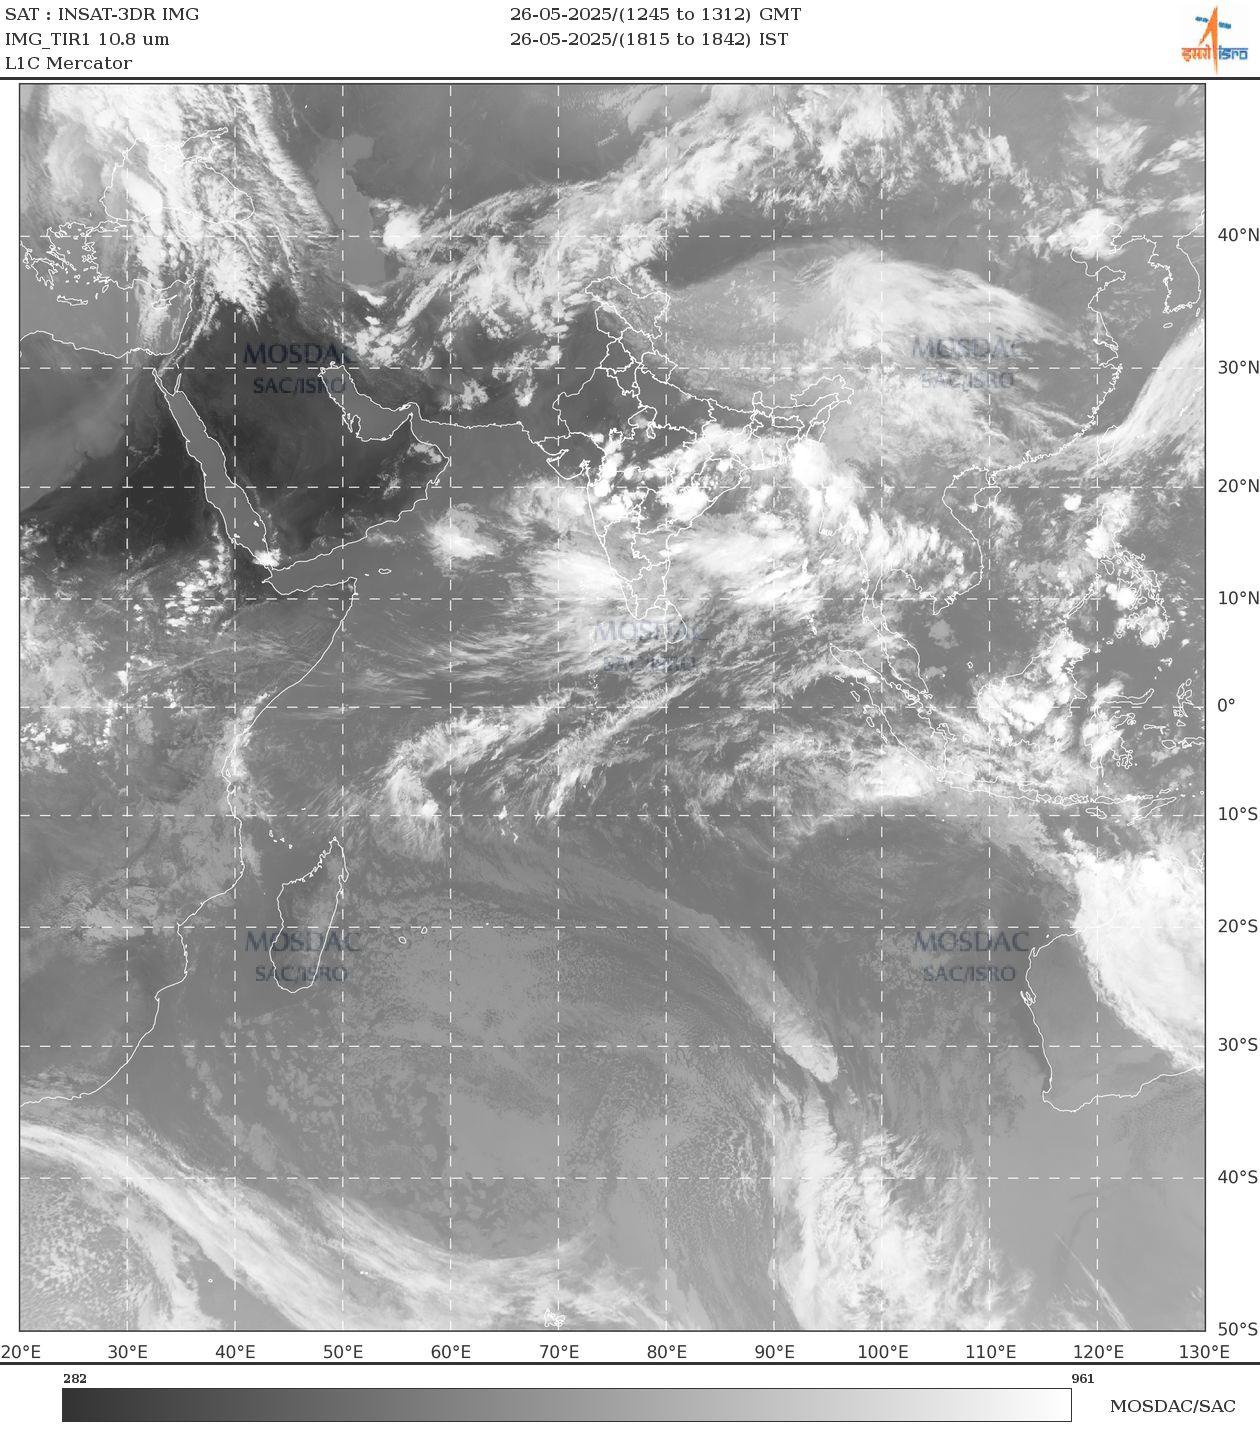 SAT : INSAT-3DR IMG
26-05-2025/(1245 to 1312) GMT
IMG_TIR1 10.8 um
26-05-2025/(1815 to 1842) IST
L1C Mercator
इसरो isro
40°N
MOSDAC
SAC/ISRO
MOSDAC
SAC/ISRO
30°N
20°N
10°N
MOSDAC
SAC/ISRO
0°
10°S
20°S
MOSDAC
SAC/ISRO
MOSDAC
SAC/ISRO
30°S
40°S
50°S
20°E 30°E 40°E 50°E 60°E 70°E 80°E 90°E 100°E 110°E 120°E 130°E
282 961
MOSDAC/SAC